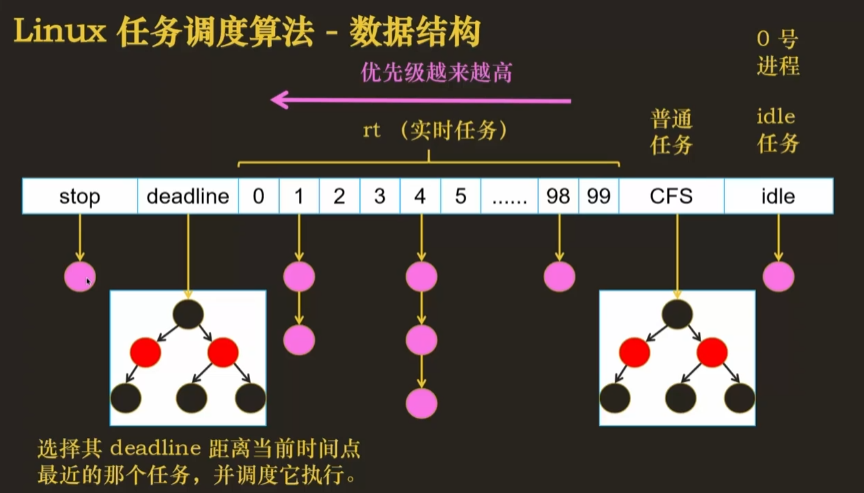 Linux 任务调度算法 - 数据结构
0 号
进程
优先级越来越高
rt （实时任务）
普通
任务
idle
任务
stop deadline 0 1 2 3 4 5 ...... 98 99 CFS idle
选择其 deadline 距离当前时间点
最近的那个任务，并调度它执行。